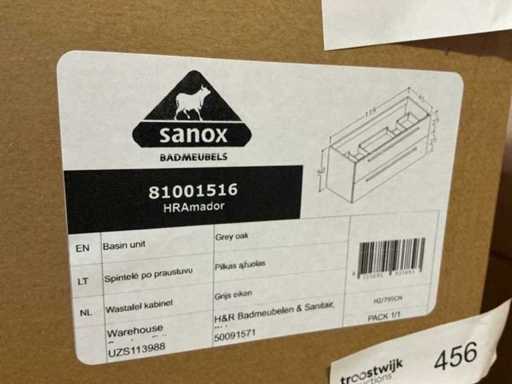 sanox
BADMEUBELS
81001516
HRAmador
EN Basin unit Grey oak
LT Spintelė po praustuvu Pilkas ąžuolas
NL Wastafel kabinet Grijs eiken
Warehouse H&R Badmeubelen & Sanitair,
UZS113988 50091571 PACK 1/1
troostwijk 456